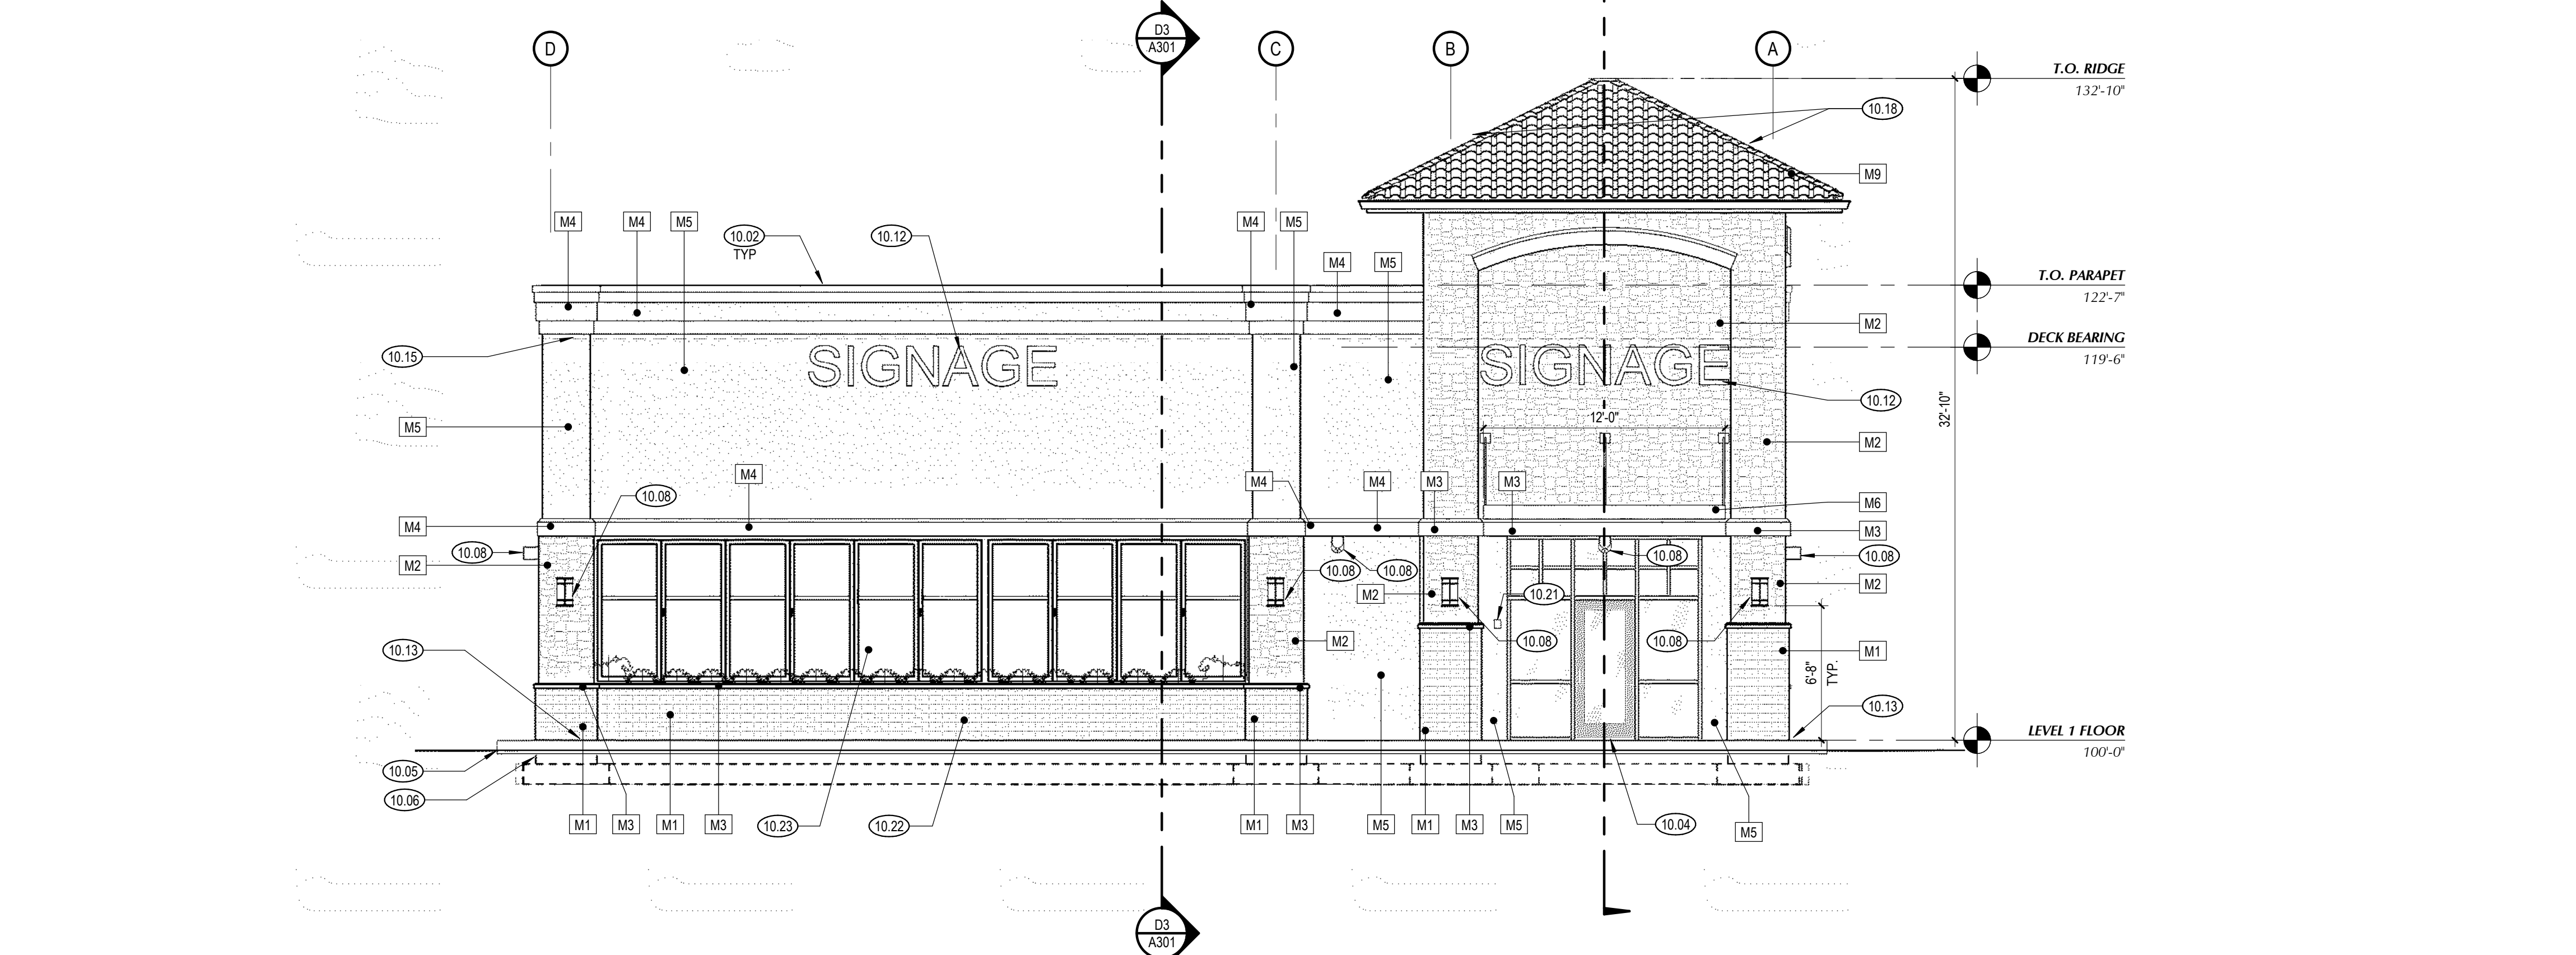 D3
A301
D
C
B
A
T.O. RIDGE
132'-10"
10.18
M9
M4
M4
M5
10.02
TYP
10.12
M4
M5
M4
M5
T.O. PARAPET
122'-7"
M2
DECK BEARING
119'-6"
10.15
SIGNAGE
SIGNAGE
10.12
32'-10"
12'-0"
M5
M2
M4
M4
M4
M3
M3
10.08
M6
M4
M3
10.08
10.08
10.08
10.08
10.08
M2
M2
M2
10.21
10.08
10.08
M2
10.13
M1
6'-8"
TYP.
10.13
LEVEL 1 FLOOR
100'-0"
10.05
10.06
M1
M3
M1
M3
10.23
10.22
M1
M3
M5
M1
M3
M5
10.04
M5
D3
A301